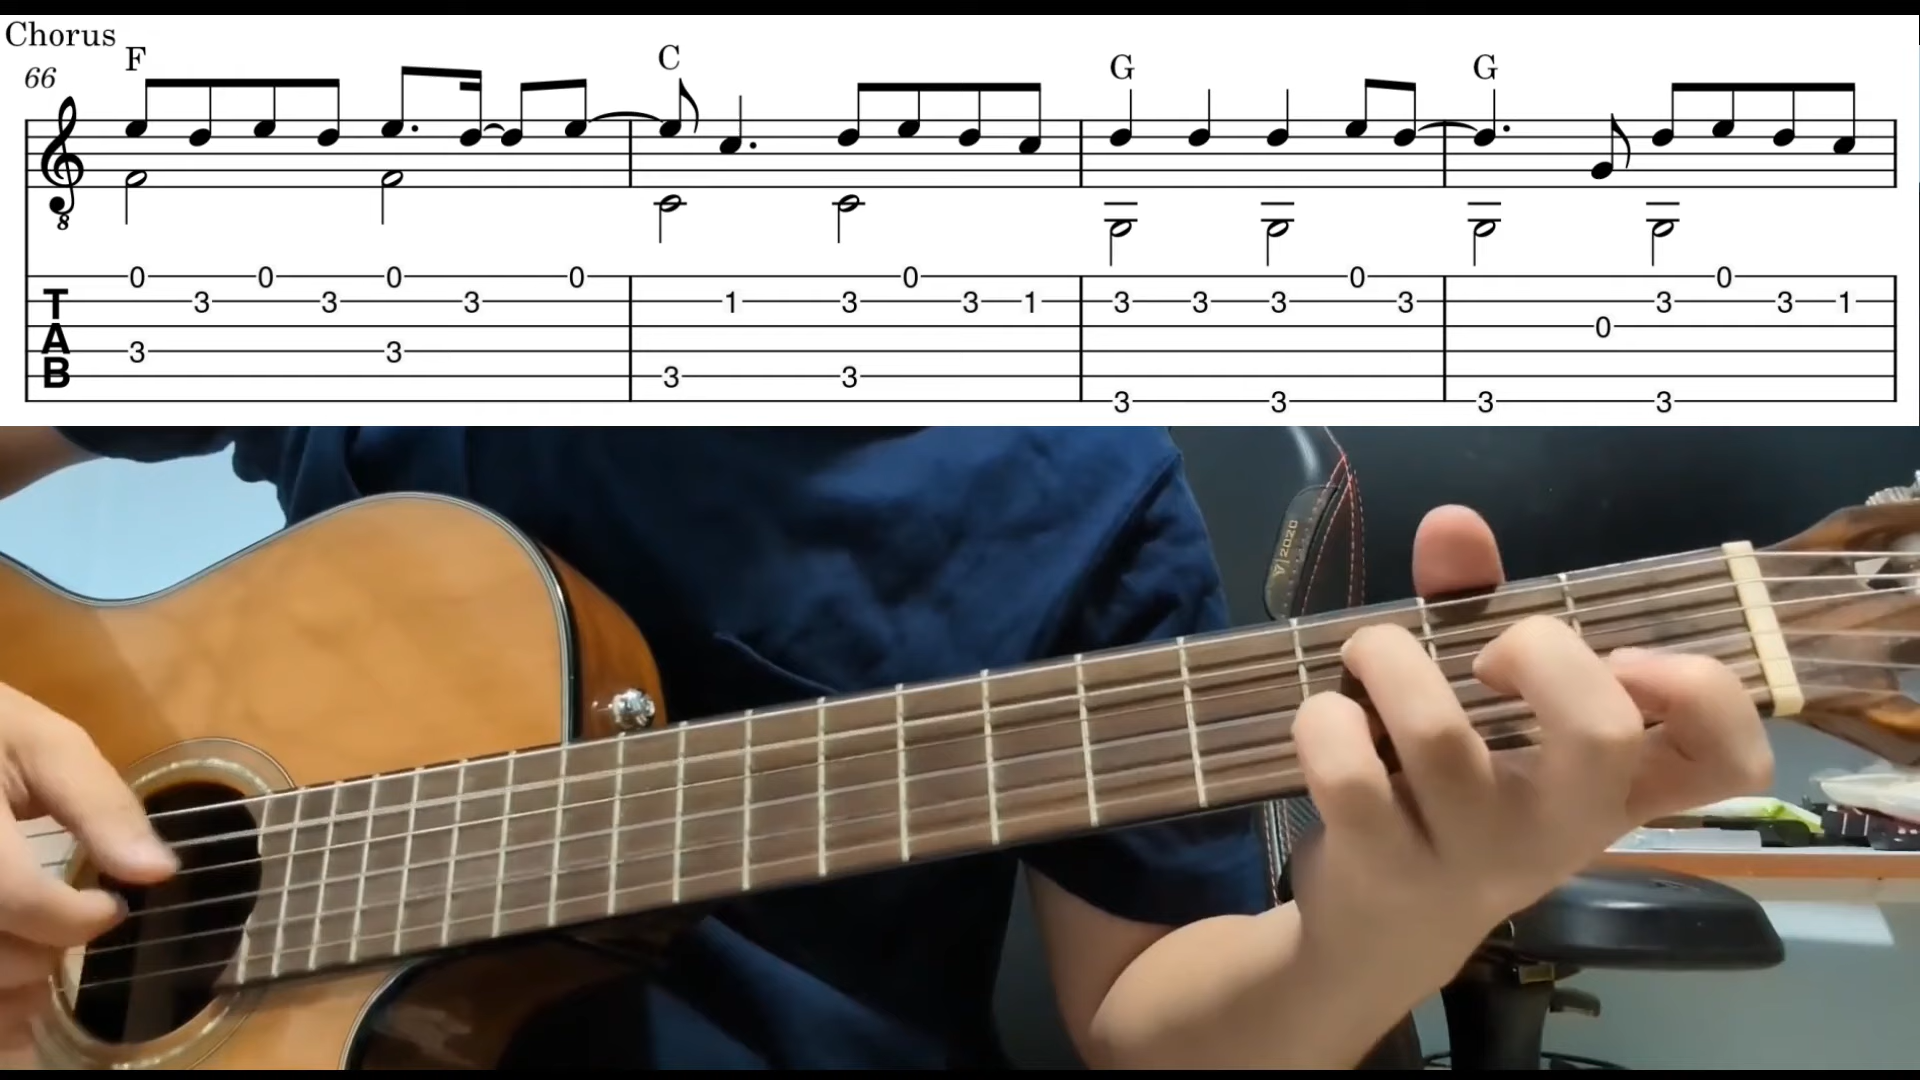 Chorus
F C G G
66
8
0 3 0 3 0 3 0 1 3 0 3 1 3 3 3 0 3 3 0 3 1
T
A
B
0
3 3 3 3
3 3 3 3
V|2020